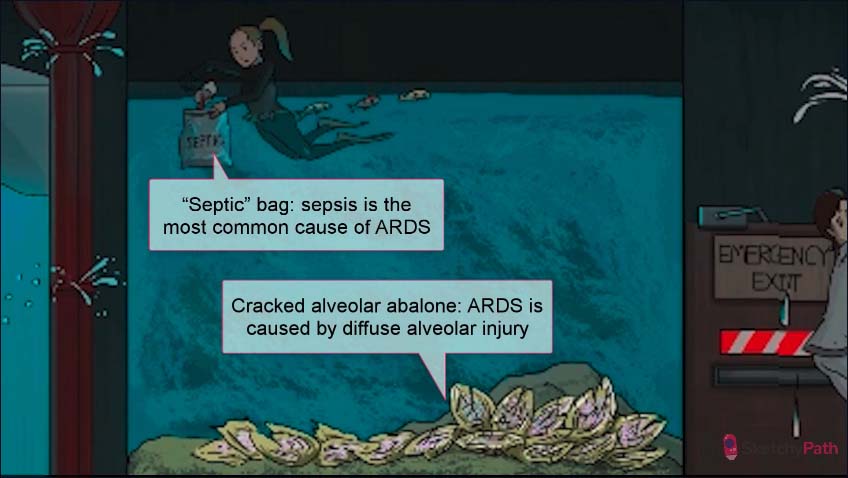 SEPTIC
“Septic” bag: sepsis is the
most common cause of ARDS
Cracked alveolar abalone: ARDS is
caused by diffuse alveolar injury
EMERGENCY
EXIT
SketchyPath